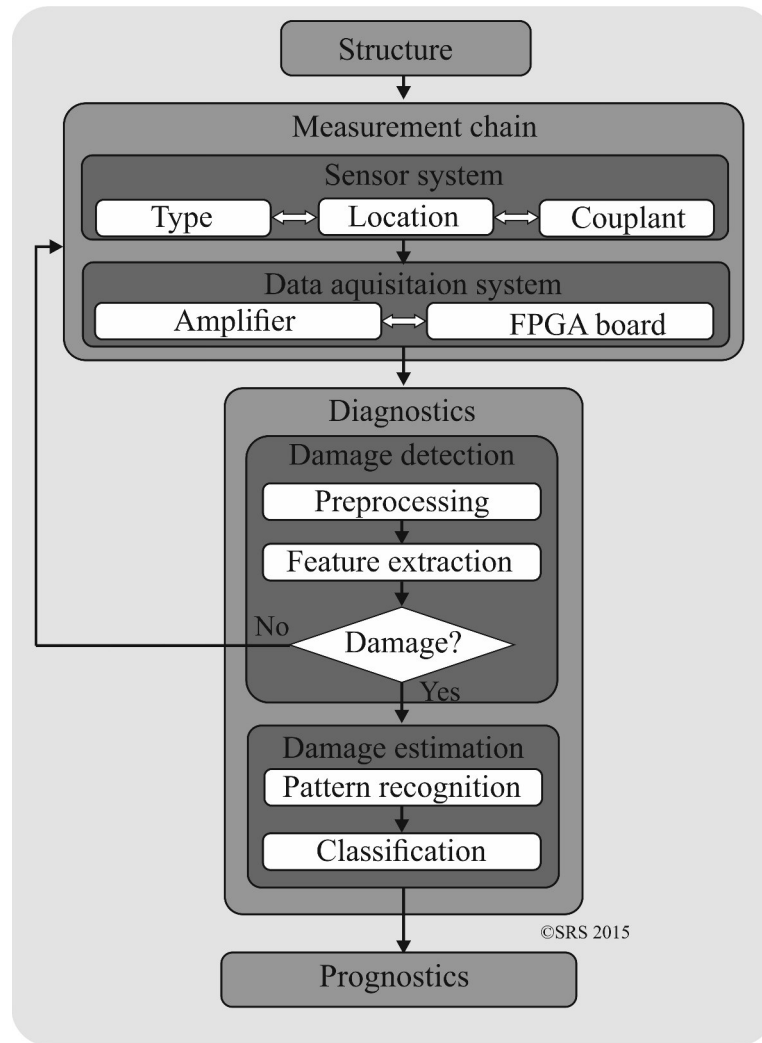 Structure
Measurement chain
Sensor system
Type Location Couplant
Data aquisitaion system
Amplifier FPGA board
Diagnostics
Damage detection
Preprocessing
Feature extraction
No
Damage?
Yes
Damage estimation
Pattern recognition
Classification
©SRS 2015
Prognostics